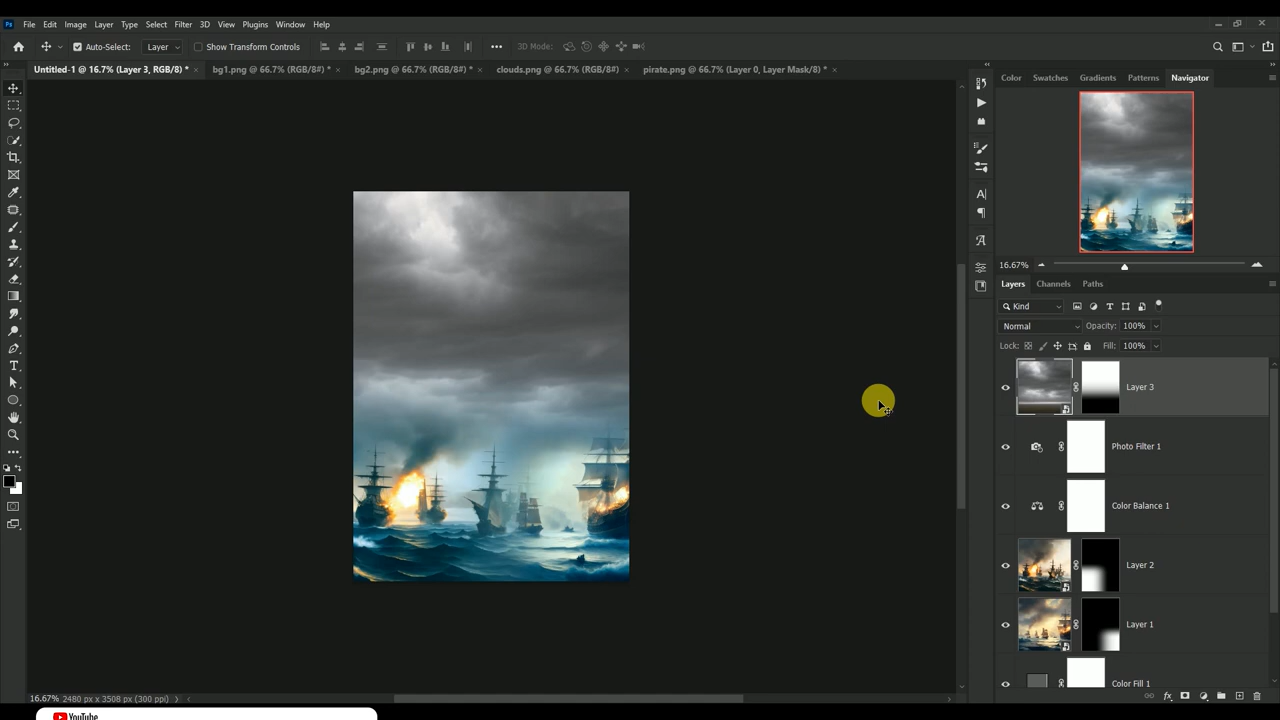 Ps File Edit Image Layer Type Select Filter 3D View Plugins Window Help
Auto-Select: Layer Show Transform Controls 3D Mode:
Untitled-1 @ 16.7% (Layer 3, RGB/8) * × bg1.png @ 66.7% (RGB/8#) * × bg2.png @ 66.7% (RGB/8#) * × clouds.png @ 66.7% (RGB/8#) × pirate.png @ 66.7% (Layer 0, Layer Mask/8) * ×
Color Swatches Gradients Patterns Navigator
16.67%
Layers Channels Paths
Kind
Normal Opacity: 100%
Lock: Fill: 100%
Layer 3
Photo Filter 1
Color Balance 1
Layer 2
Layer 1
Color Fill 1
16.67% 2480 px x 3508 px (300 ppi)
YouTube